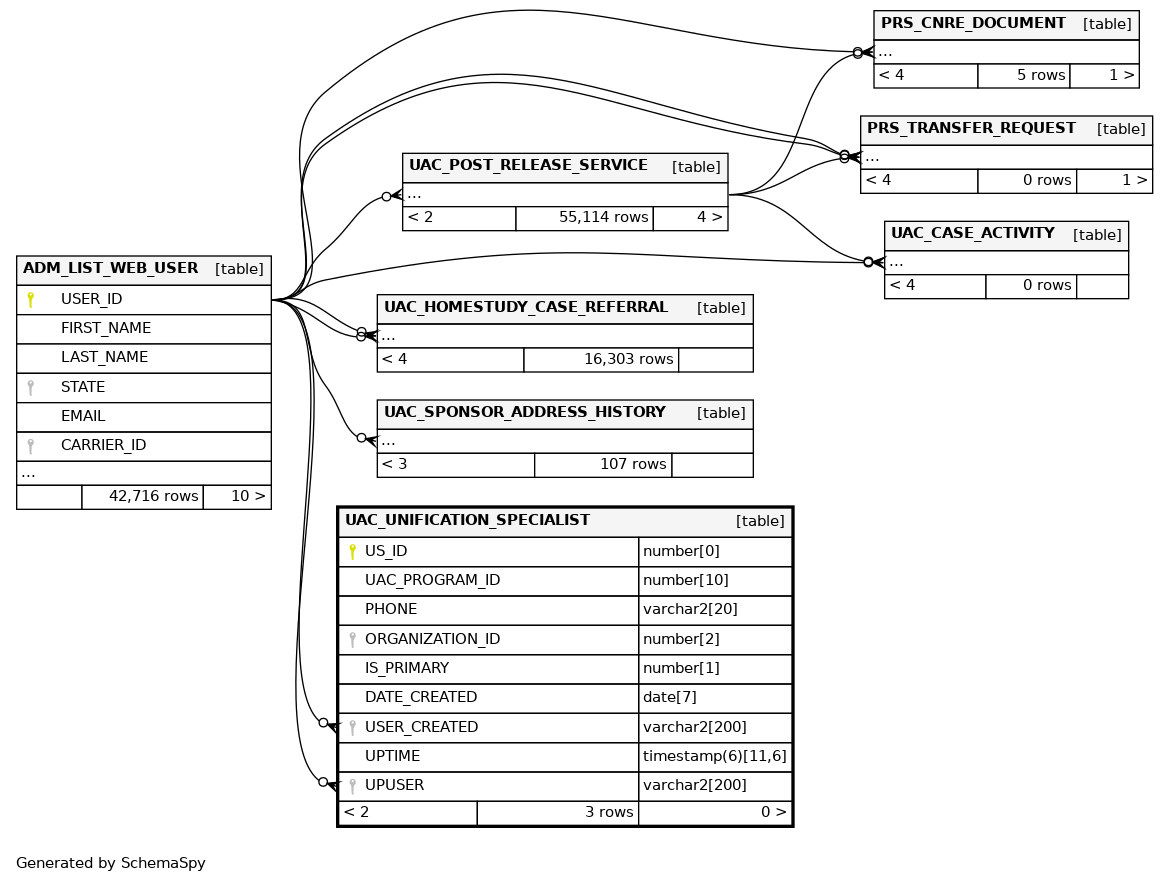 PRS_CNRE_DOCUMENT [table]
...
< 4 5 rows 1 >
PRS_TRANSFER_REQUEST [table]
...
< 4 0 rows 1 >
UAC_POST_RELEASE_SERVICE [table]
...
< 2 55,114 rows 4 >
UAC_CASE_ACTIVITY [table]
...
< 4 0 rows
ADM_LIST_WEB_USER [table]
USER_ID
FIRST_NAME
LAST_NAME
STATE
EMAIL
CARRIER_ID
...
42,716 rows 10 >
UAC_HOMESTUDY_CASE_REFERRAL [table]
...
< 4 16,303 rows
UAC_SPONSOR_ADDRESS_HISTORY [table]
...
< 3 107 rows
UAC_UNIFICATION_SPECIALIST [table]
US_ID number[0]
UAC_PROGRAM_ID number[10]
PHONE varchar2[20]
ORGANIZATION_ID number[2]
IS_PRIMARY number[1]
DATE_CREATED date[7]
USER_CREATED varchar2[200]
UPTIME timestamp(6)[11,6]
UPUSER varchar2[200]
< 2 3 rows 0 >
Generated by SchemaSpy